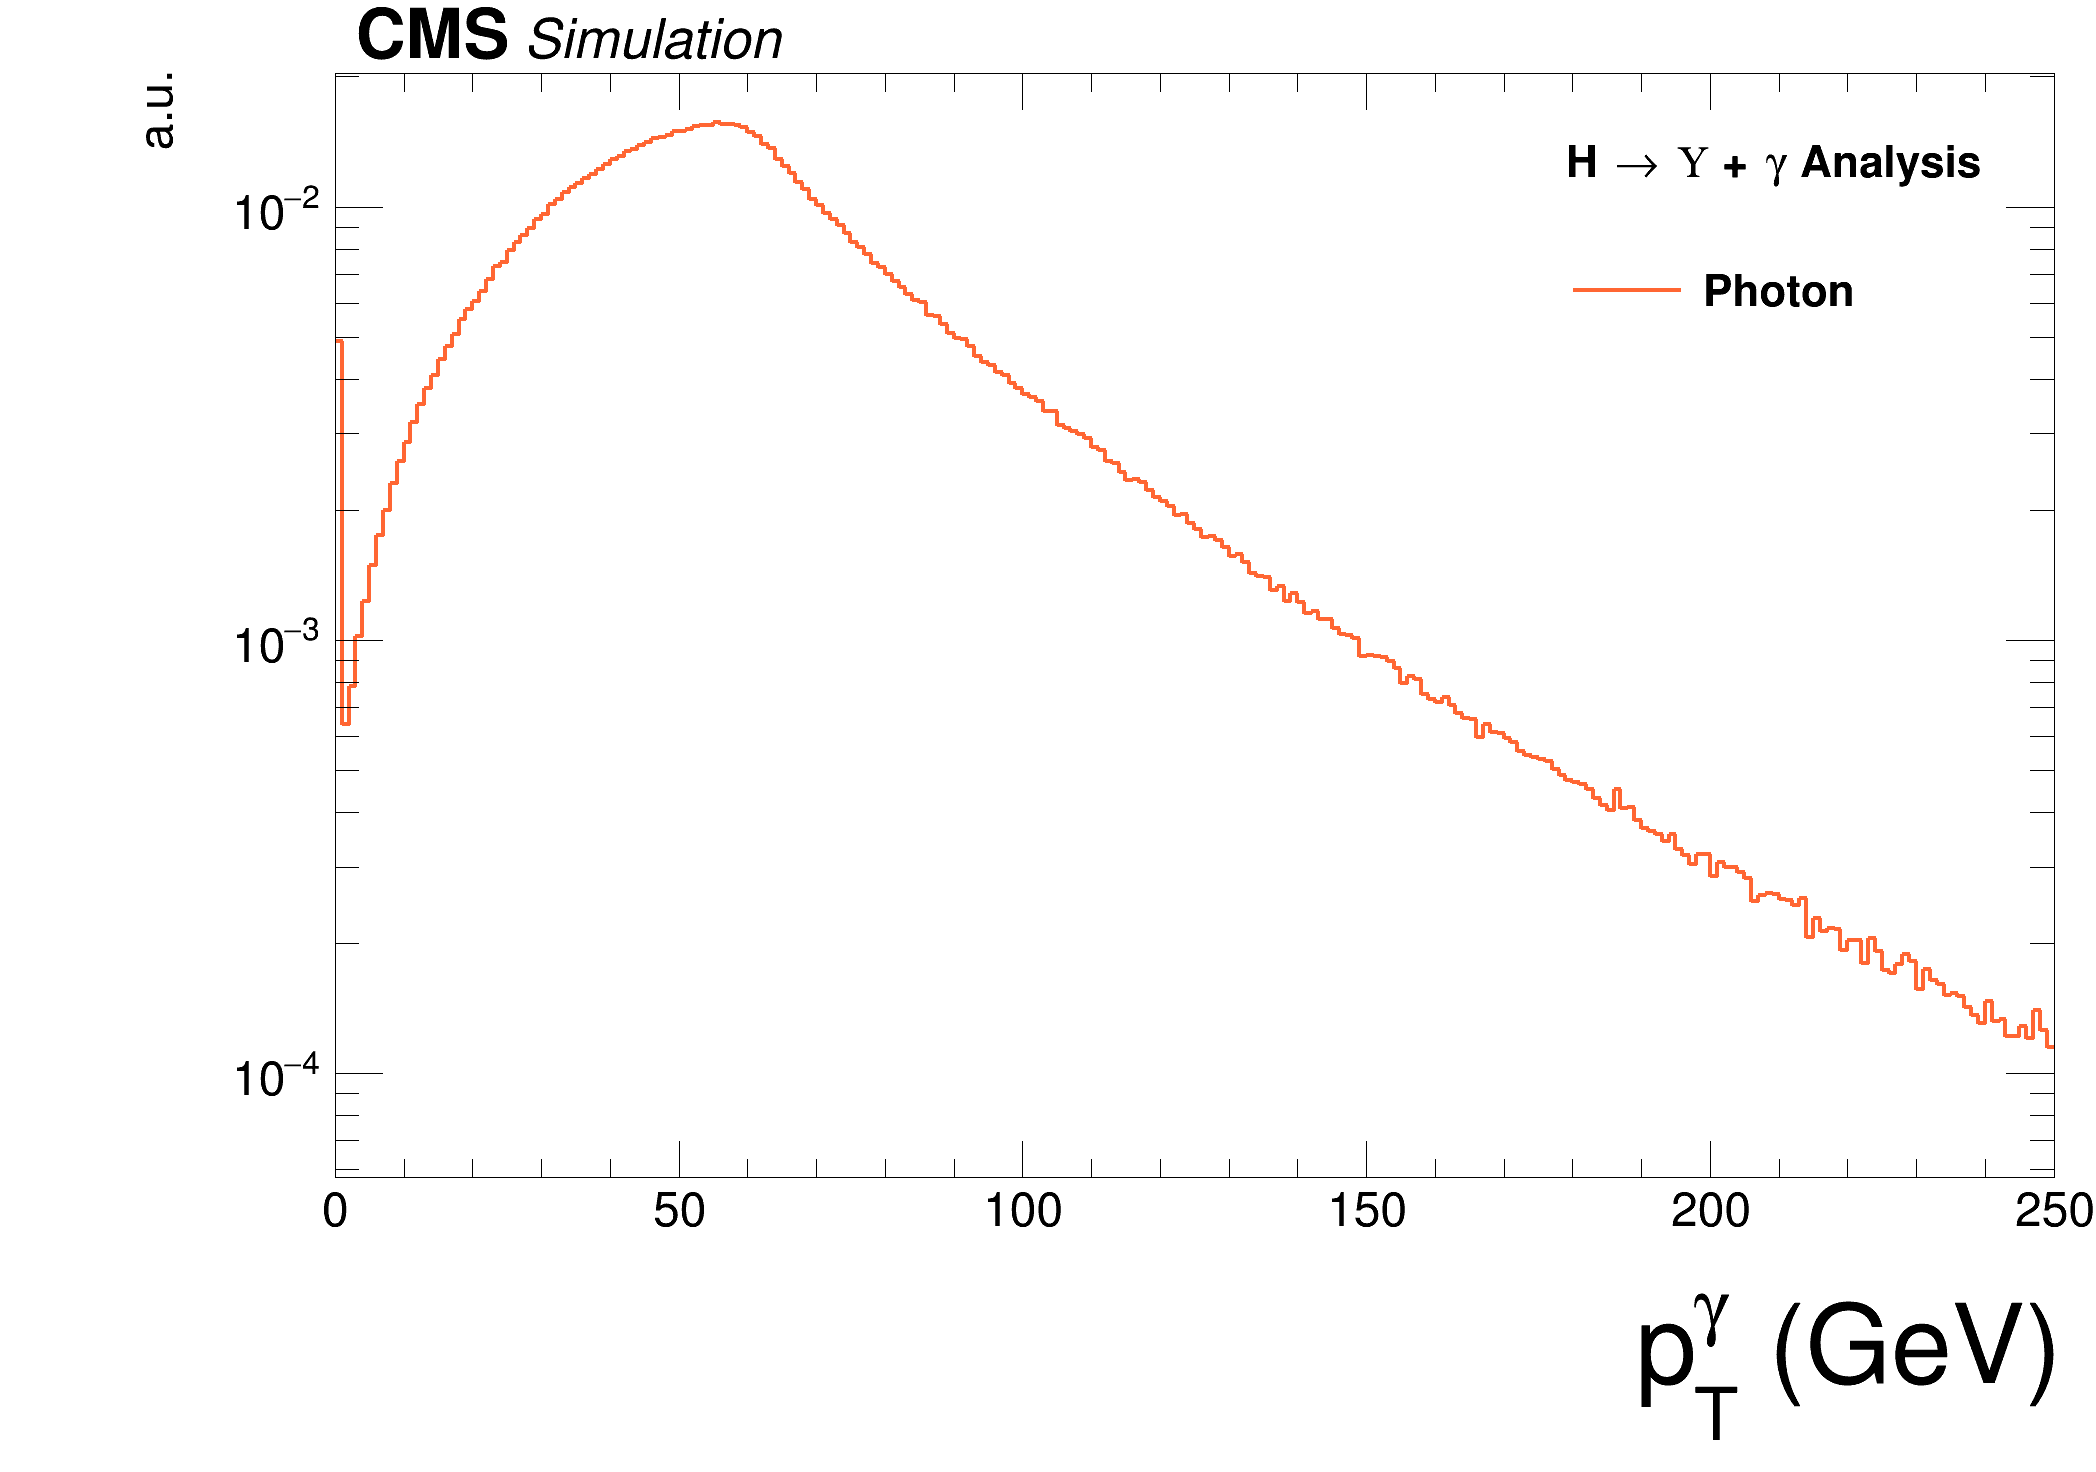 CMS Simulation
a.u.
H → Υ + γ Analysis
Photon
10⁻²
10⁻³
10⁻⁴
0 50 100 150 200 250
p_T^γ (GeV)